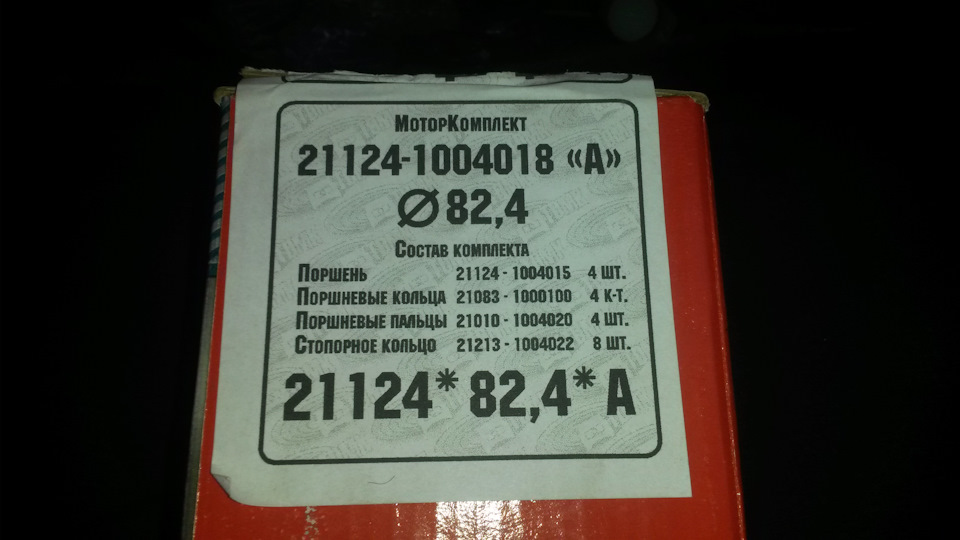 МоторКомплект
21124-1004018 «А»
Ø 82,4
Состав комплекта
Поршень 21124 - 1004015 4 шт.
Поршневые кольца 21083 - 1000100 4 к-т.
Поршневые пальцы 21010 - 1004020 4 шт.
Стопорное кольцо 21213 - 1004022 8 шт.
21124* 82,4* А